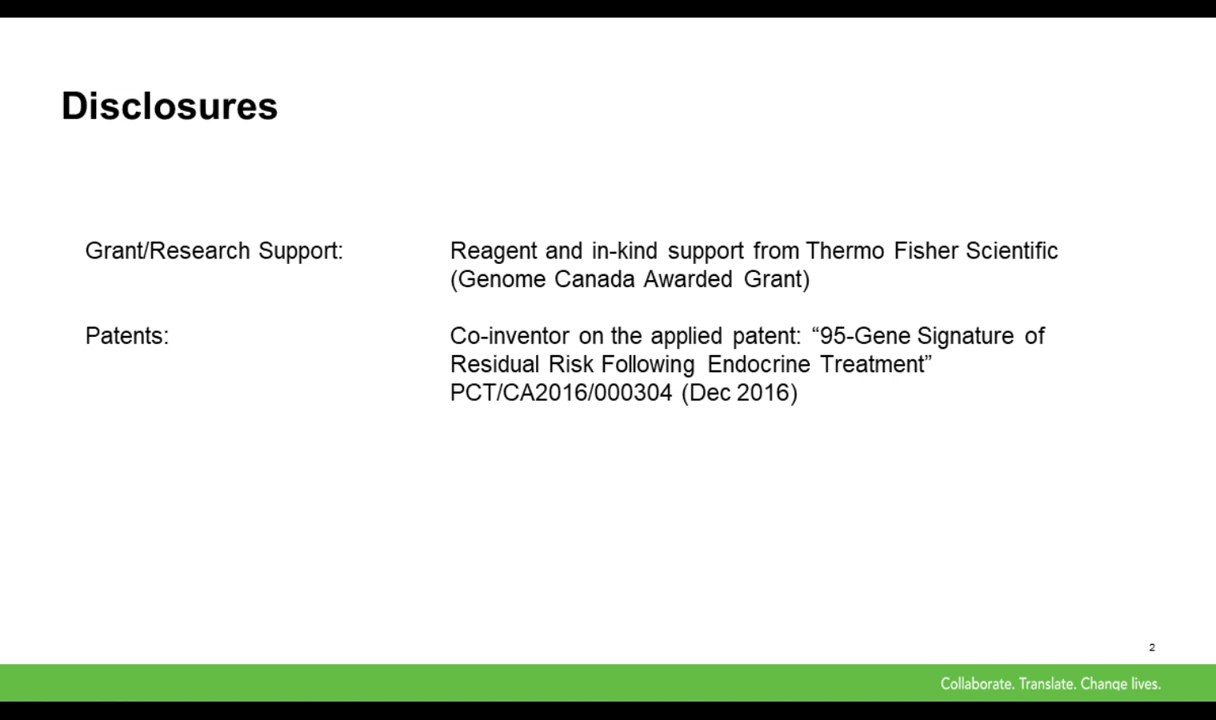 Disclosures
Grant/Research Support:
Reagent and in-kind support from Thermo Fisher Scientific
(Genome Canada Awarded Grant)
Patents:
Co-inventor on the applied patent: “95-Gene Signature of
Residual Risk Following Endocrine Treatment”
PCT/CA2016/000304 (Dec 2016)
2
Collaborate. Translate. Change lives.